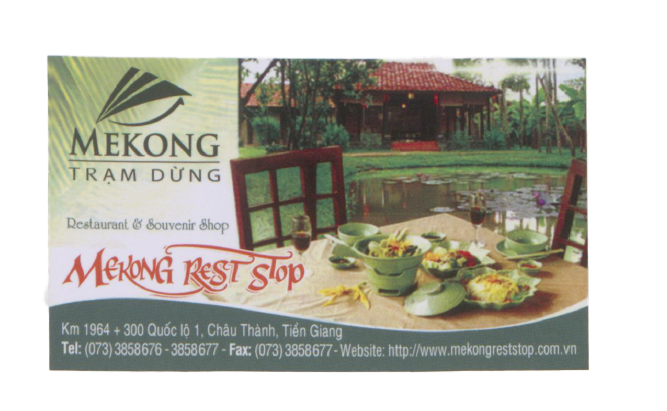 MEKONG
TRẠM DỪNG
Restaurant & Souvenir Shop
MEKONG REST STOP
Km 1964 + 300 Quốc lộ 1, Châu Thành, Tiền Giang
Tel: (073) 3858676 - 3858677 - Fax: (073) 3858677 - Website: http://www.mekongreststop.com.vn